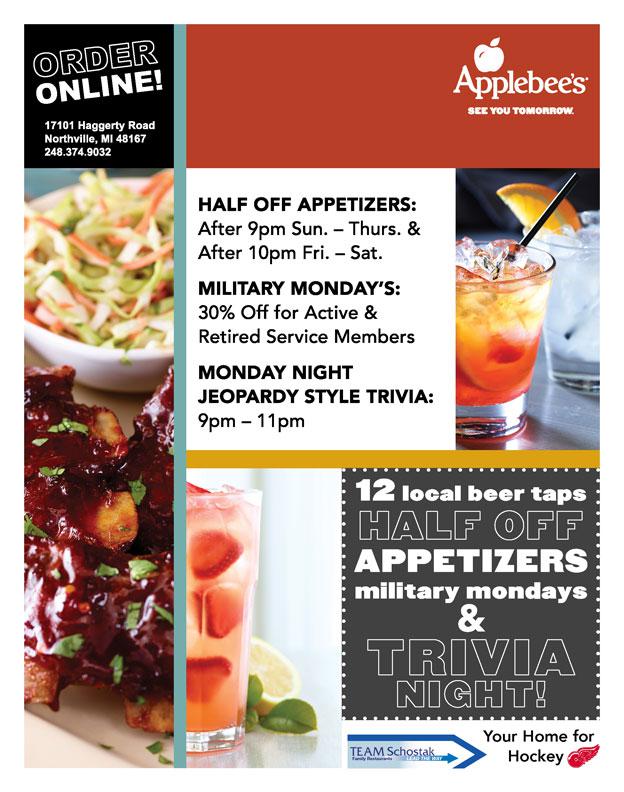 ORDER
ONLINE!
17101 Haggerty Road
Northville, MI 48167
248.374.9032
Applebee's
SEE YOU TOMORROW.
HALF OFF APPETIZERS:
After 9pm Sun. – Thurs. &
After 10pm Fri. – Sat.
MILITARY MONDAY'S:
30% Off for Active &
Retired Service Members
MONDAY NIGHT
JEOPARDY STYLE TRIVIA:
9pm – 11pm
12 local beer taps
HALF OFF
APPETIZERS
military mondays
&
TRIVIA
NIGHT!
TEAM Schostak
Family Restaurants
LEAD THE WAY
Your Home for
Hockey